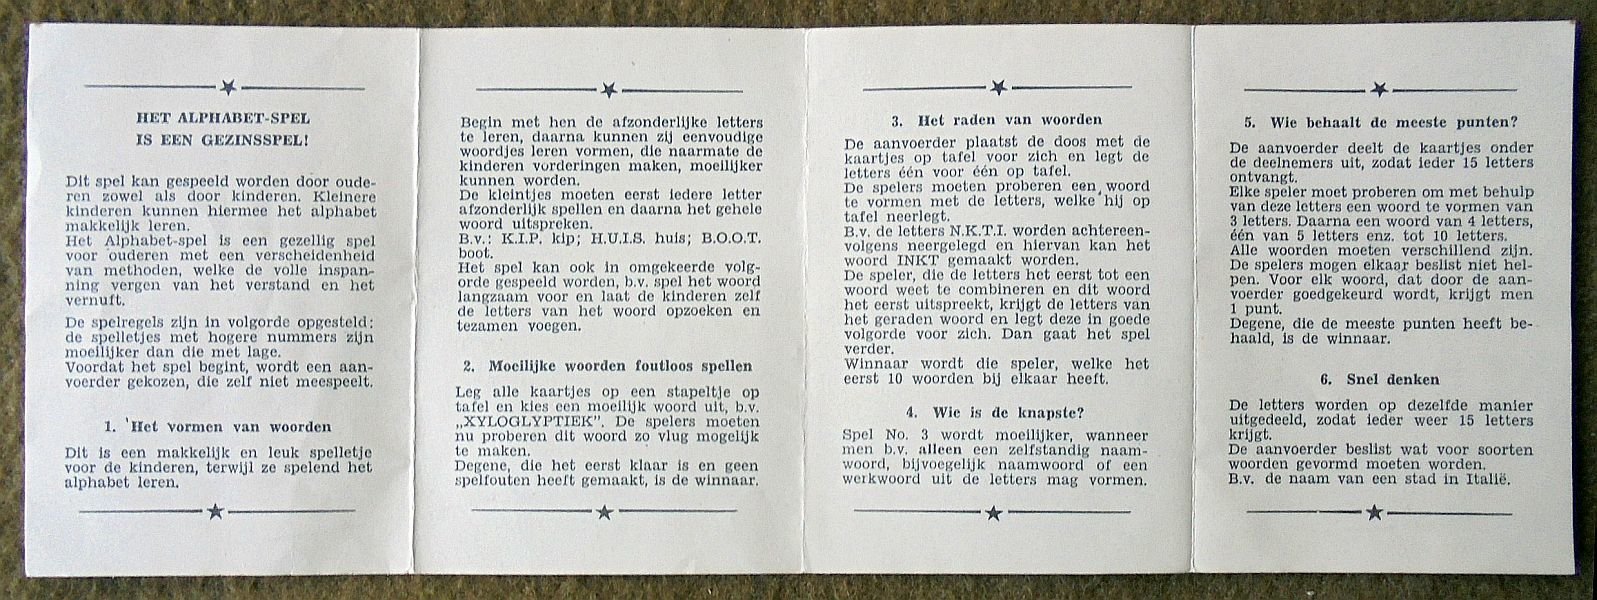 HET ALPHABET-SPEL
IS EEN GEZINSSPEL!
Dit spel kan gespeeld worden door oude-
ren zowel als door kinderen. Kleinere
kinderen kunnen hiermee het alphabet
makkelijk leren.
Het Alphabet-spel is een gezellig spel
voor ouderen met een verscheidenheid
van methoden, welke de volle inspan-
ning vergen van het verstand en het
vernuft.
De spelregels zijn in volgorde opgesteld:
de spelletjes met hogere nummers zijn
moeilijker dan die met lage.
Voordat het spel begint, wordt een aan-
voerder gekozen, die zelf niet meespeelt.
1. Het vormen van woorden
Dit is een makkelijk en leuk spelletje
voor de kinderen, terwijl ze spelend het
alphabet leren.
Begin met hen de afzonderlijke letters
te leren, daarna kunnen zij eenvoudige
woordjes leren vormen, die naarmate de
kinderen vorderingen maken, moeilijker
kunnen worden.
De kleintjes moeten eerst iedere letter
afzonderlijk spellen en daarna het gehele
woord uitspreken.
B.v.: K.I.P. kip; H.U.I.S. huis; B.O.O.T.
boot.
Het spel kan ook in omgekeerde volg-
orde gespeeld worden, b.v. spel het woord
langzaam voor en laat de kinderen zelf
de letters van het woord opzoeken en
tezamen voegen.
2. Moeilijke woorden foutloos spellen
Leg alle kaartjes op een stapeltje op
tafel en kies een moeilijk woord uit, b.v.
„XYLOGLYPTIEK”. De spelers moeten
nu proberen dit woord zo vlug mogelijk
te maken.
Degene, die het eerst klaar is en geen
spelfouten heeft gemaakt, is de winnaar.
3. Het raden van woorden
De aanvoerder plaatst de doos met de
kaartjes op tafel voor zich en legt de
letters één voor één op tafel.
De spelers moeten proberen een woord
te vormen met de letters, welke hij op
tafel neerlegt.
B.v. de letters N.K.T.I. worden achtereen-
volgens neergelegd en hiervan kan het
woord INKT gemaakt worden.
De speler, die de letters het eerst tot een
woord weet te combineren en dit woord
het eerst uitspreekt, krijgt de letters van
het geraden woord en legt deze in goede
volgorde voor zich. Dan gaat het spel
verder.
Winnaar wordt die speler, welke het
eerst 10 woorden bij elkaar heeft.
4. Wie is de knapste?
Spel No. 3 wordt moeilijker, wanneer
men b.v. alleen een zelfstandig naam-
woord, bijvoegelijk naamwoord of een
werkwoord uit de letters mag vormen.
5. Wie behaalt de meeste punten?
De aanvoerder deelt de kaartjes onder
de deelnemers uit, zodat ieder 15 letters
ontvangt.
Elke speler moet proberen om met behulp
van deze letters een woord te vormen van
3 letters. Daarna een woord van 4 letters,
één van 5 letters enz. tot 10 letters.
Alle woorden moeten verschillend zijn.
De spelers mogen elkaar beslist niet hel-
pen. Voor elk woord, dat door de aan-
voerder goedgekeurd wordt, krijgt men
1 punt.
Degene, die de meeste punten heeft be-
haald, is de winnaar.
6. Snel denken
De letters worden op dezelfde manier
uitgedeeld, zodat ieder weer 15 letters
krijgt.
De aanvoerder beslist wat voor soorten
woorden gevormd moeten worden.
B.v. de naam van een stad in Italië.